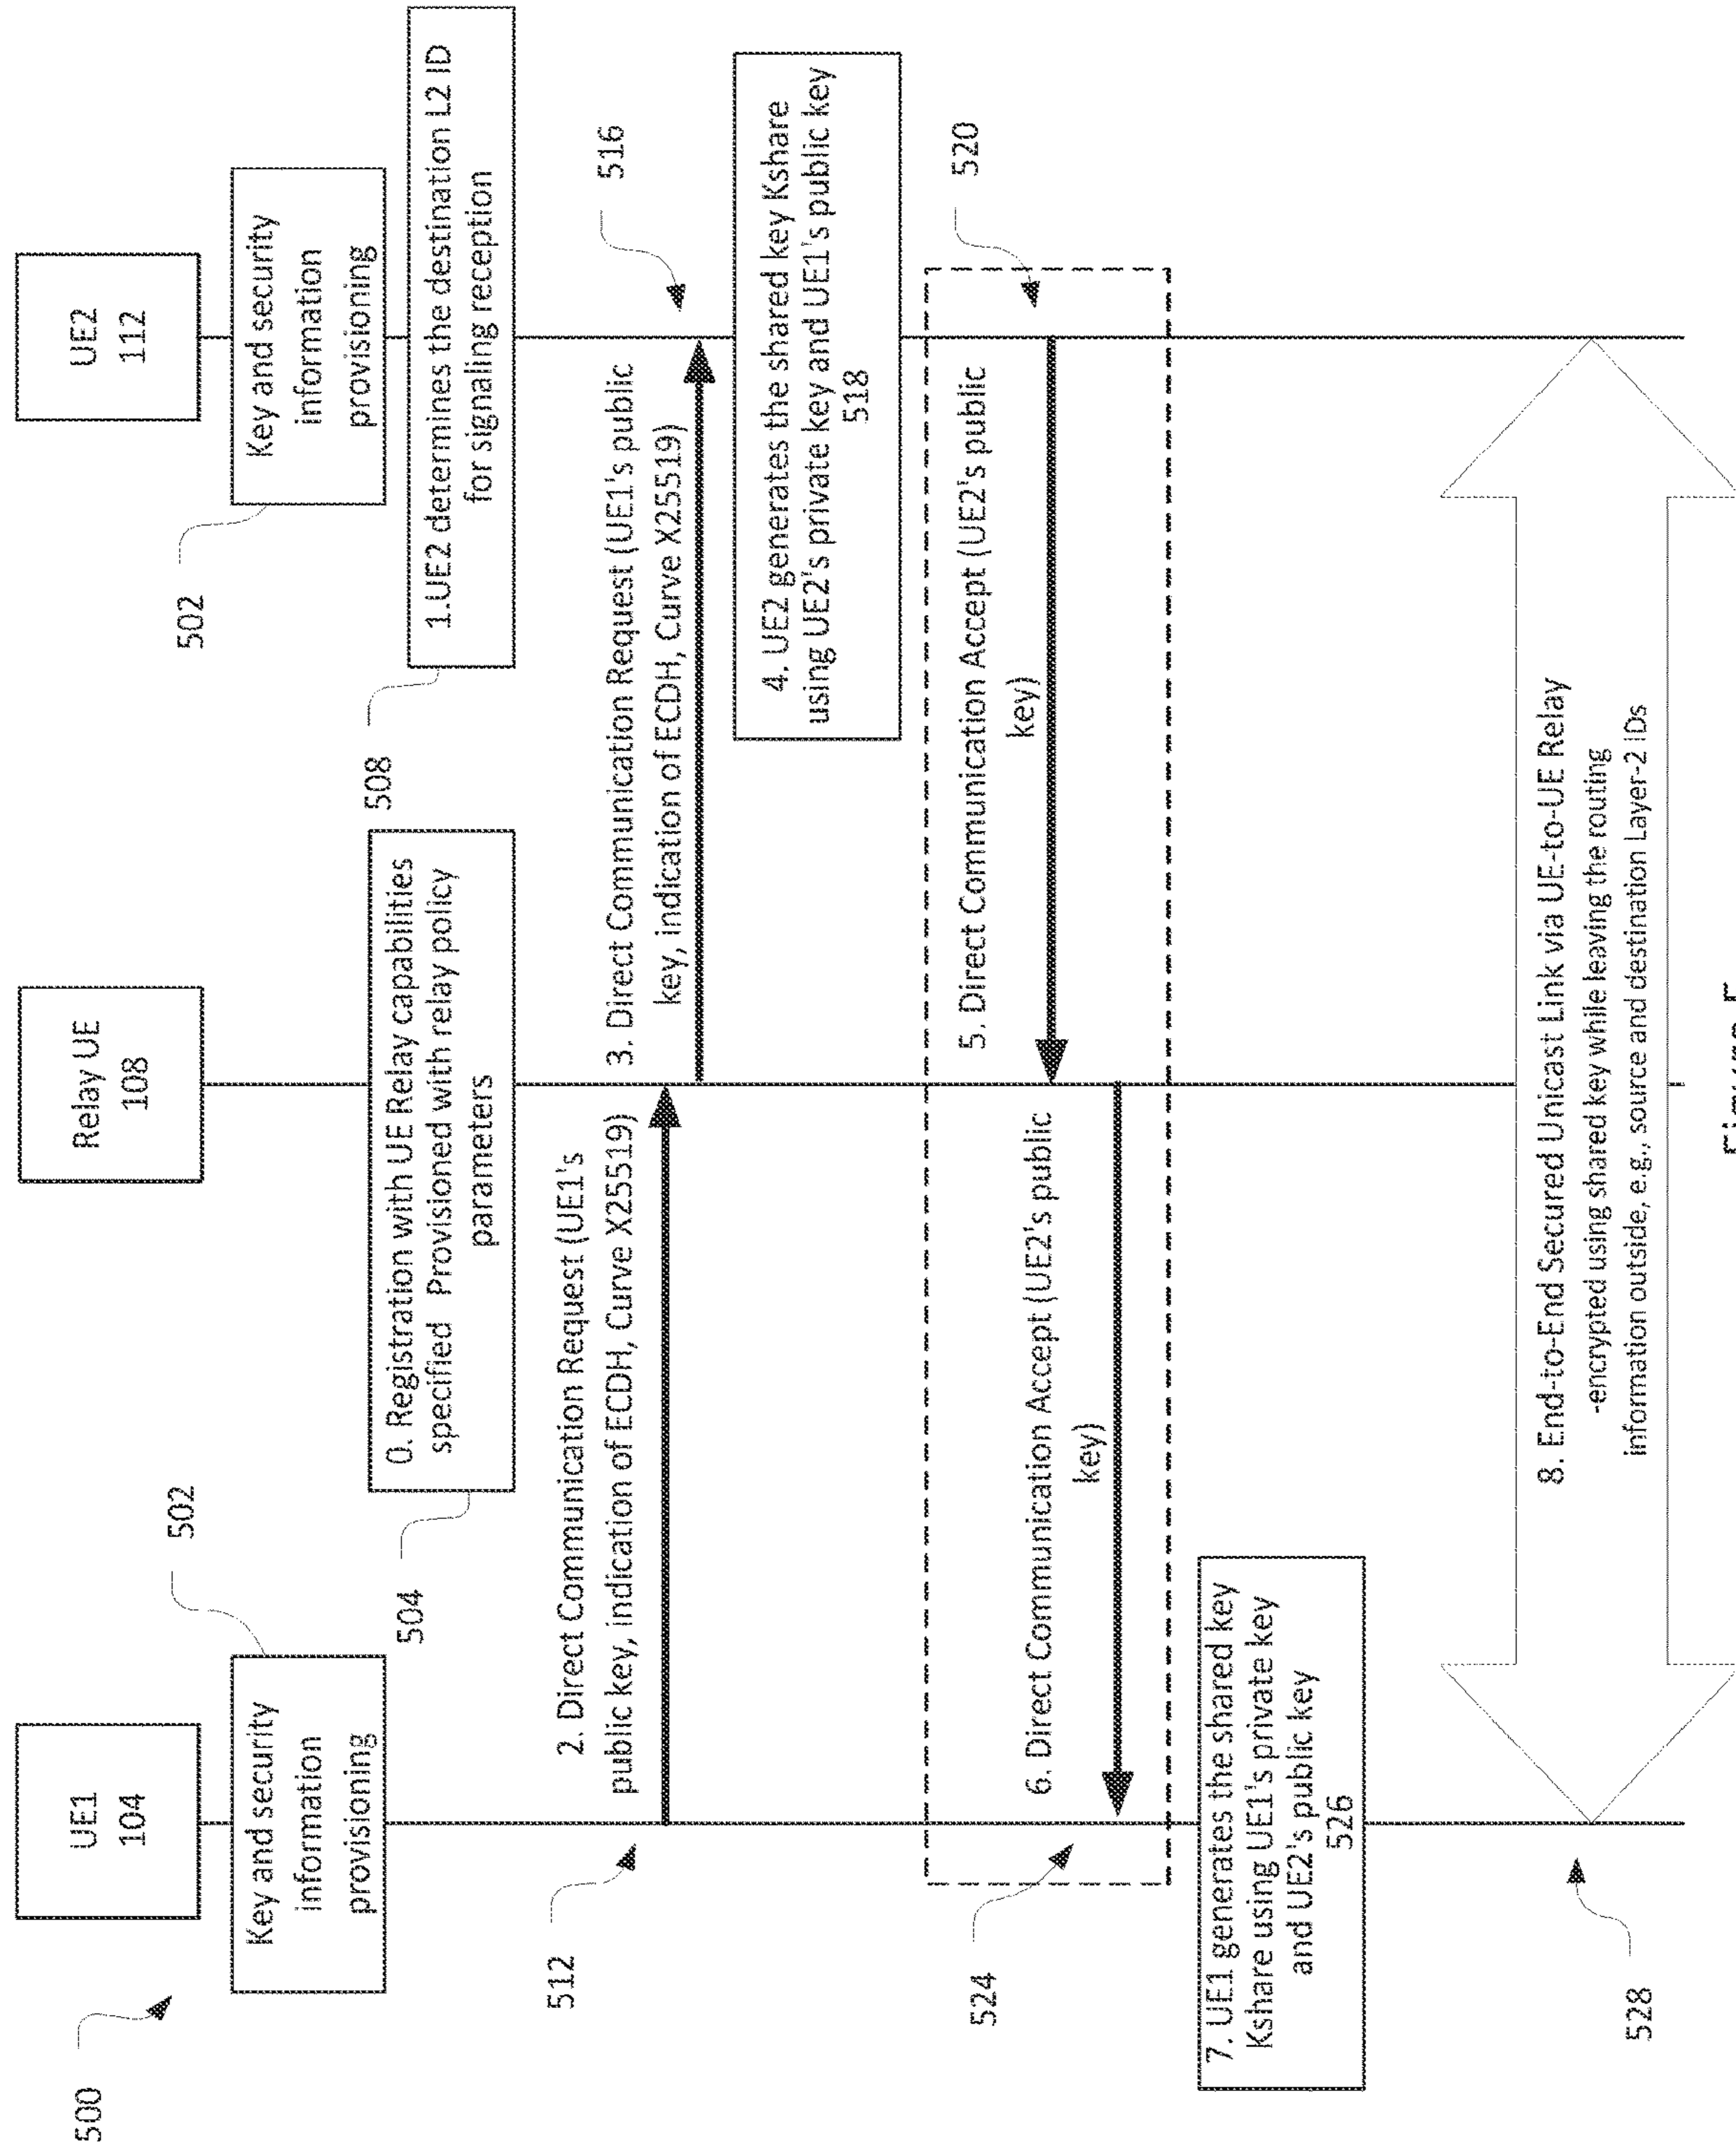 500
UE1
104
Relay UE
108
UE2
112
502
Key and security
information
provisioning
502
Key and security
information
provisioning
504
0. Registration with UE Relay capabilities
specified   Provisioned with relay policy
parameters
508
1.UE2 determines the destination L2 ID
for signaling reception
512
2. Direct Communication Request (UE1's
public key, indication of ECDH, Curve X25519)
516
3. Direct Communication Request (UE1's public
key, indication of ECDH, Curve X25519)
4. UE2 generates the shared key Kshare
using UE2's private key and UE1's public key
518
520
5. Direct Communication Accept (UE2's public
key)
524
6. Direct Communication Accept (UE2's public
key)
7. UE1 generates the shared key
Kshare using UE1's private key
and UE2's public key
526
528
8. End-to-End Secured Unicast Link via UE-to-UE Relay
-encrypted using shared key while leaving the routing
information outside, e.g., source and destination Layer-2 IDs